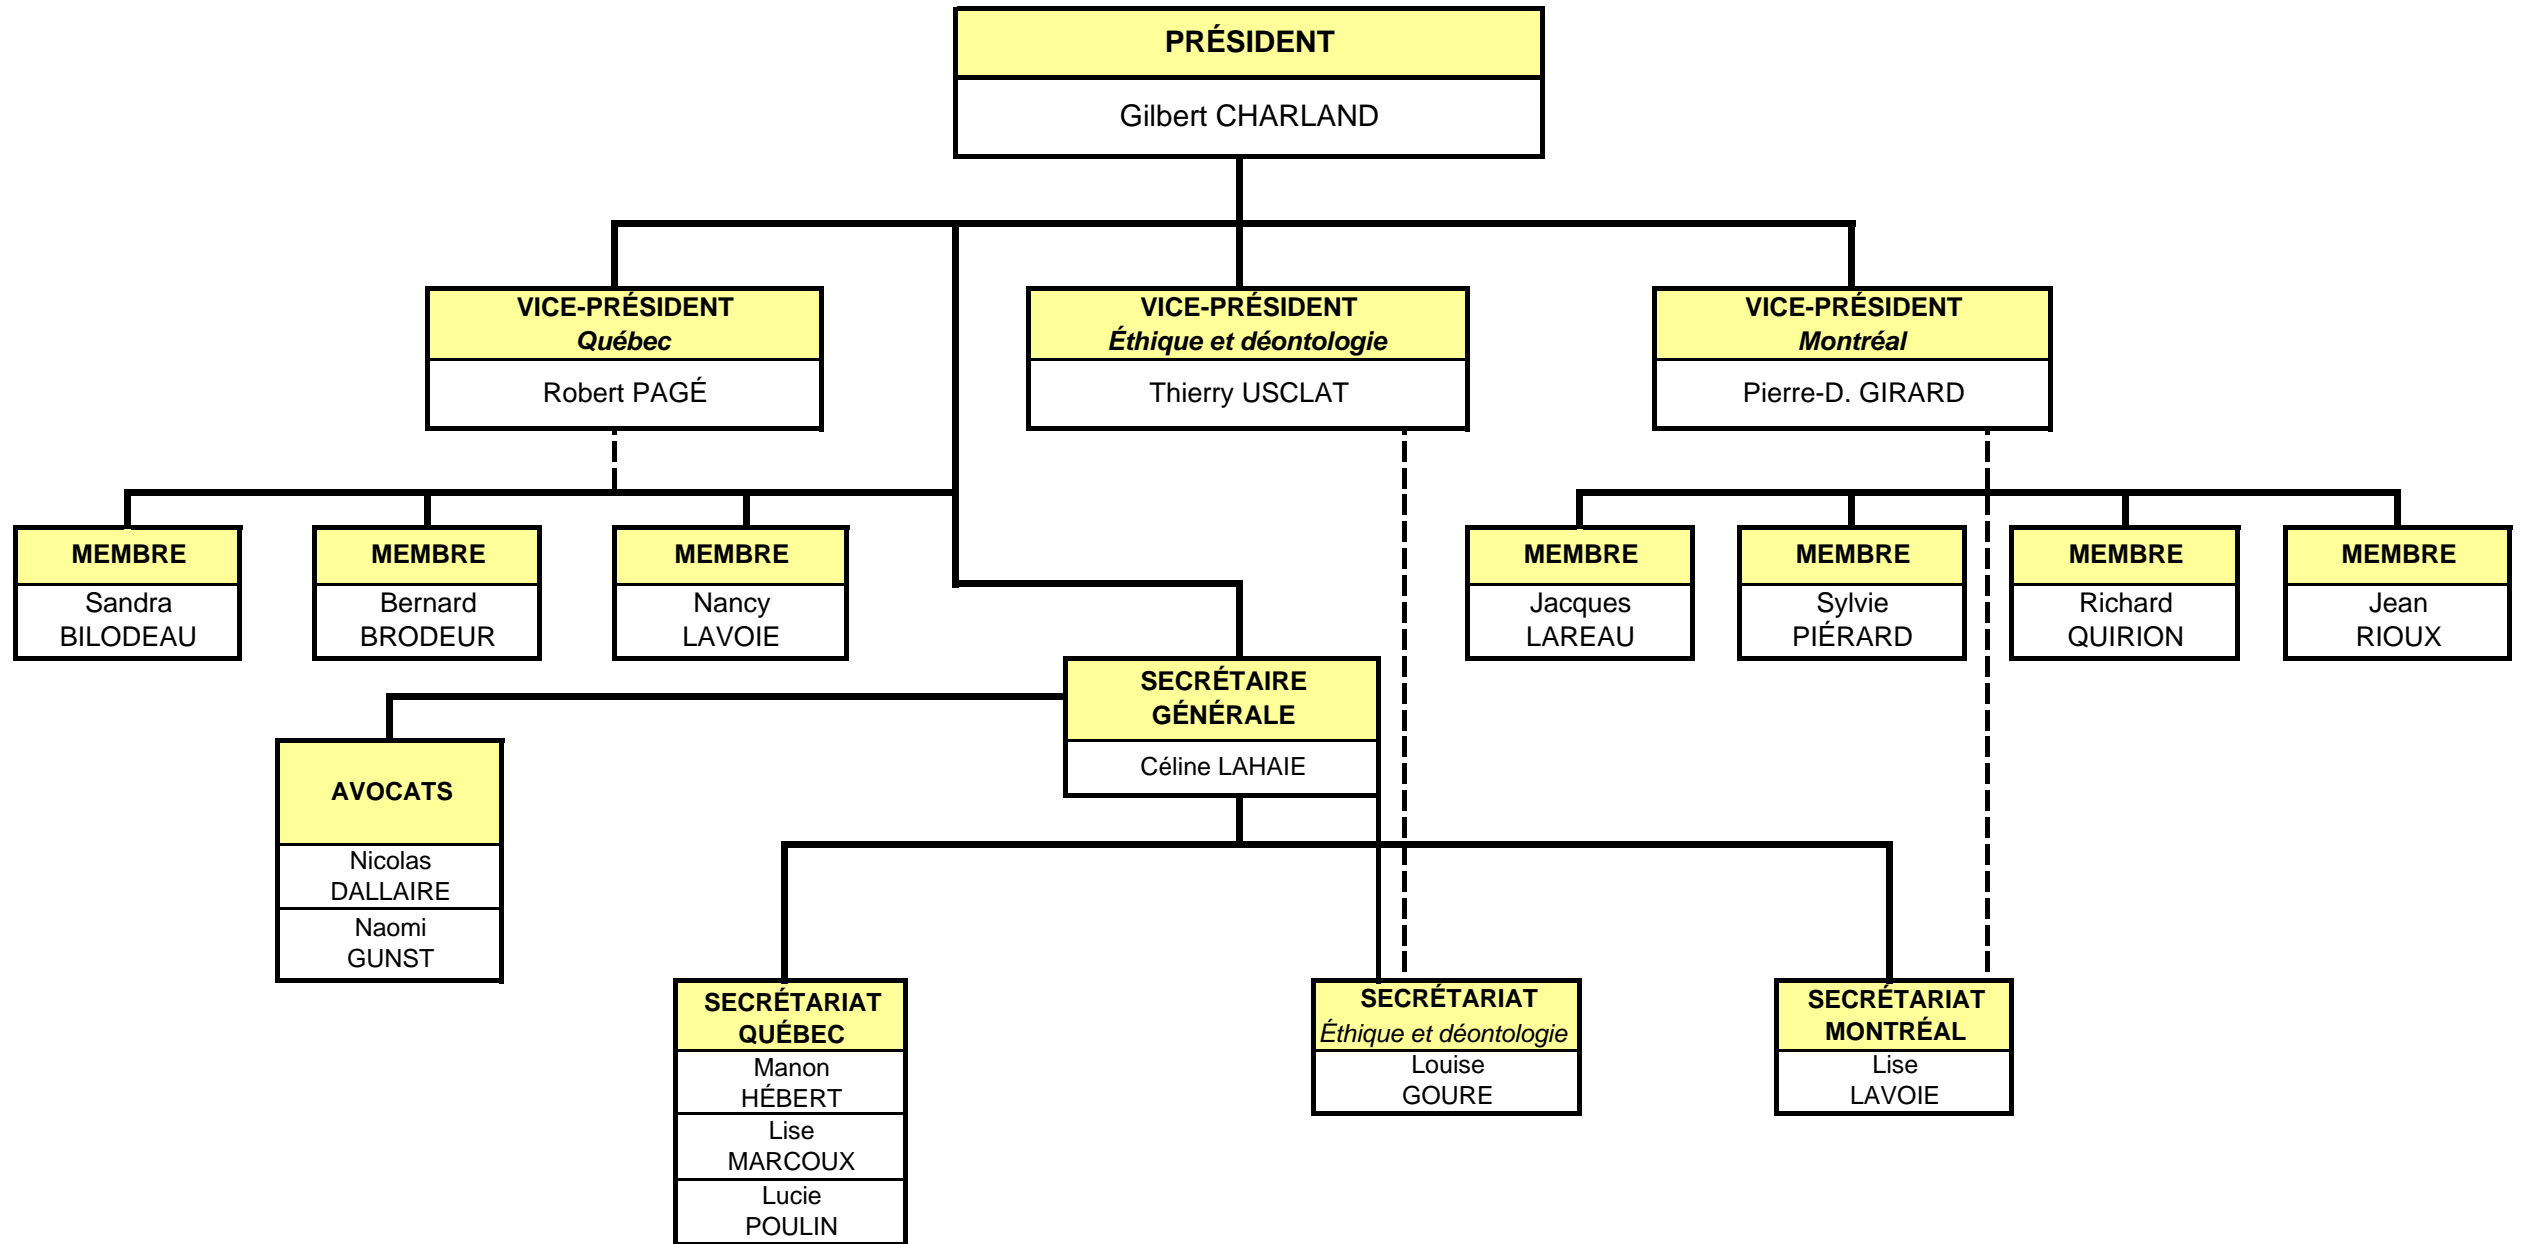 PRÉSIDENT
Gilbert CHARLAND
VICE-PRÉSIDENT
Québec
Robert PAGÉ
VICE-PRÉSIDENT
Éthique et déontologie
Thierry USCLAT
VICE-PRÉSIDENT
Montréal
Pierre-D. GIRARD
MEMBRE
Sandra
BILODEAU
MEMBRE
Bernard
BRODEUR
MEMBRE
Nancy
LAVOIE
MEMBRE
Jacques
LAREAU
MEMBRE
Sylvie
PIÉRARD
MEMBRE
Richard
QUIRION
MEMBRE
Jean
RIOUX
SECRÉTAIRE
GÉNÉRALE
Céline LAHAIE
AVOCATS
Nicolas
DALLAIRE
Naomi
GUNST
SECRÉTARIAT
QUÉBEC
Manon
HÉBERT
Lise
MARCOUX
Lucie
POULIN
SECRÉTARIAT
Éthique et déontologie
Louise
GOURE
SECRÉTARIAT
MONTRÉAL
Lise
LAVOIE